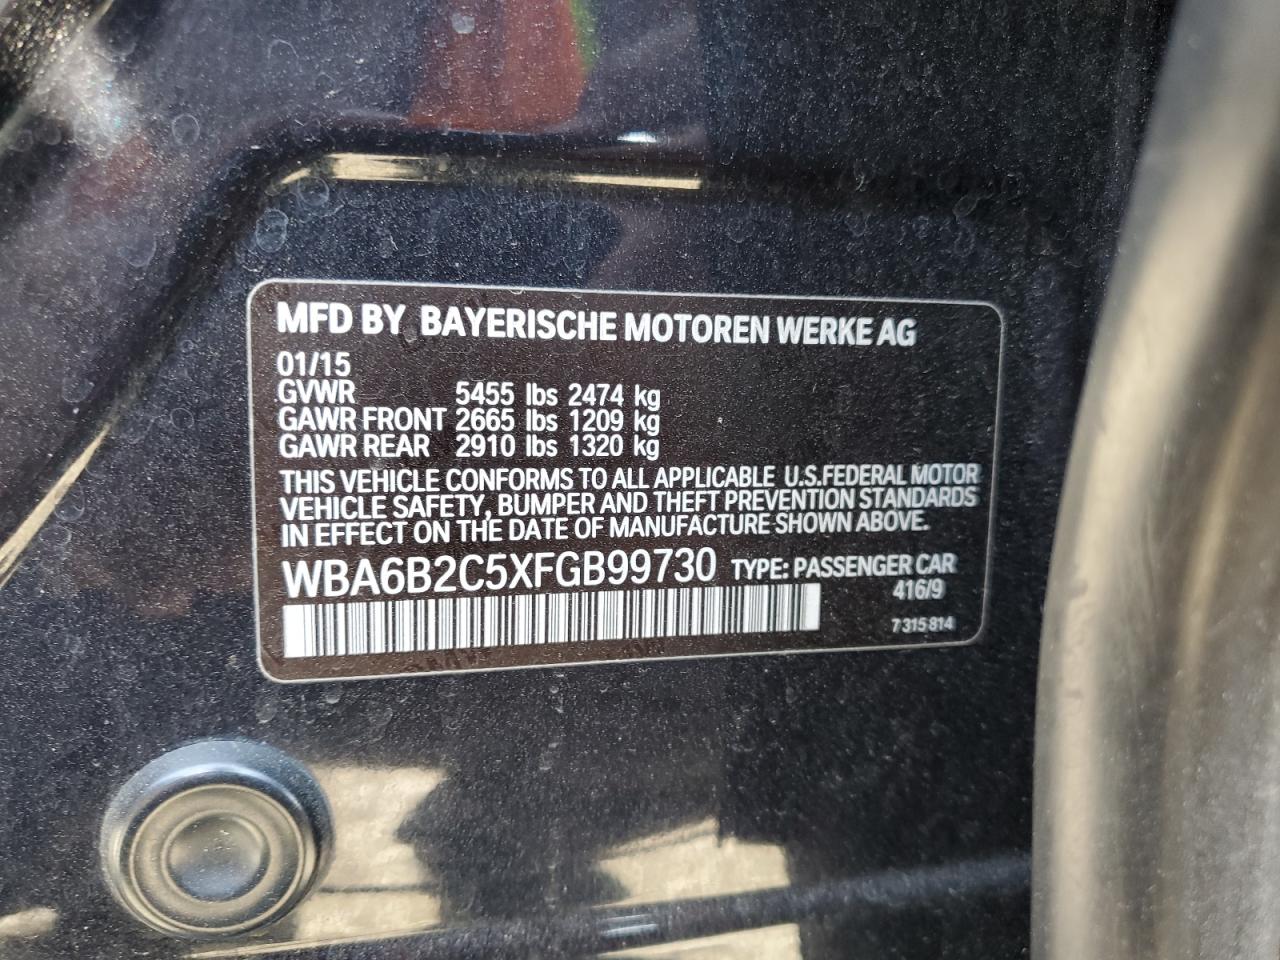 MFD BY BAYERISCHE MOTOREN WERKE AG
01/15
GVWR 5455 lbs 2474 kg
GAWR FRONT 2665 lbs 1209 kg
GAWR REAR 2910 lbs 1320 kg
THIS VEHICLE CONFORMS TO ALL APPLICABLE U.S.FEDERAL MOTOR
VEHICLE SAFETY, BUMPER AND THEFT PREVENTION STANDARDS
IN EFFECT ON THE DATE OF MANUFACTURE SHOWN ABOVE.
WBA6B2C5XFGB99730 TYPE: PASSENGER CAR
416/9
7 315 814